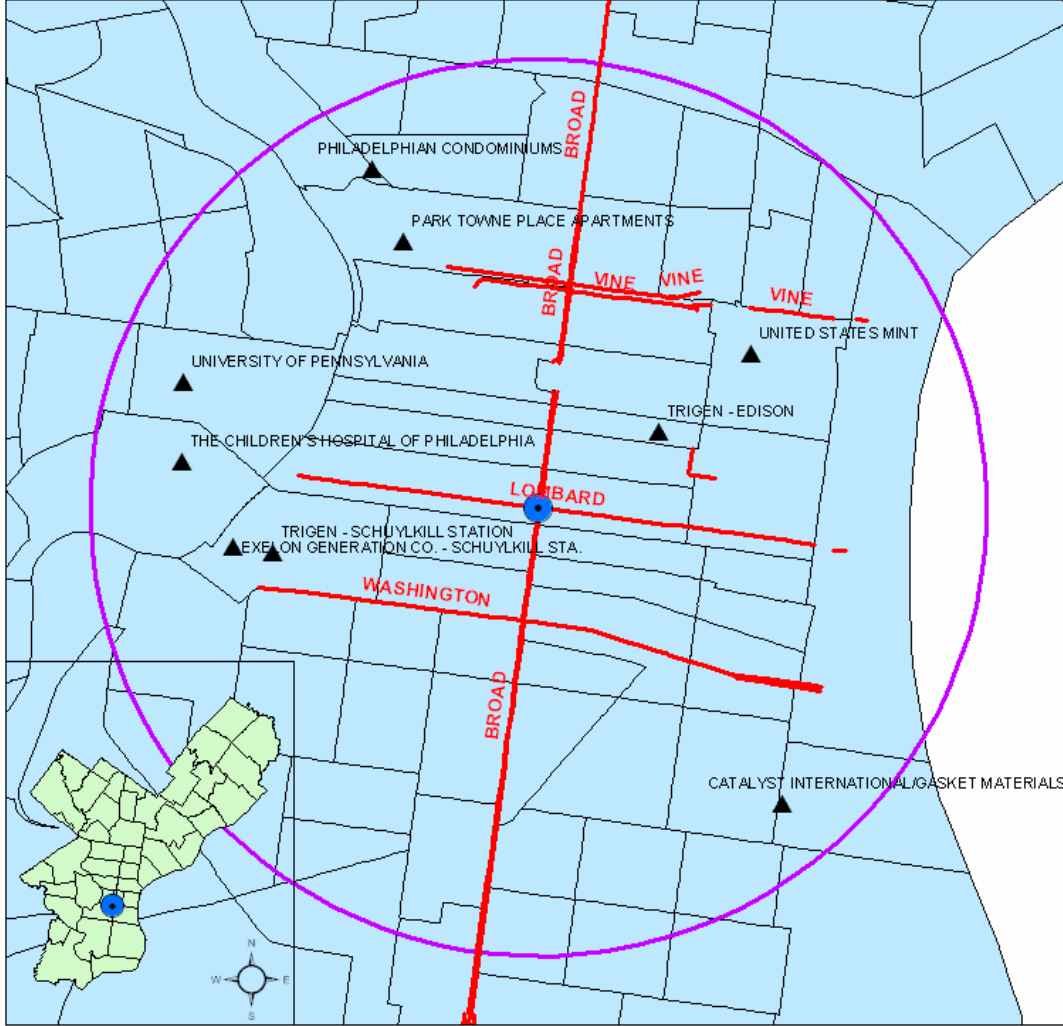 BROAD
PHILADELPHIAN CONDOMINIUMS
PARK TOWNE PLACE APARTMENTS
BROAD
VINE
VINE
VINE
UNITED STATES MINT
UNIVERSITY OF PENNSYLVANIA
TRIGEN - EDISON
THE CHILDREN'S HOSPITAL OF PHILADELPHIA
LOMBARD
TRIGEN - SCHUYLKILL STATION
EXELON GENERATION CO. - SCHUYLKILL STA.
WASHINGTON
BROAD
CATALYST INTERNATIONAL/GASKET MATERIALS
N
W
E
S